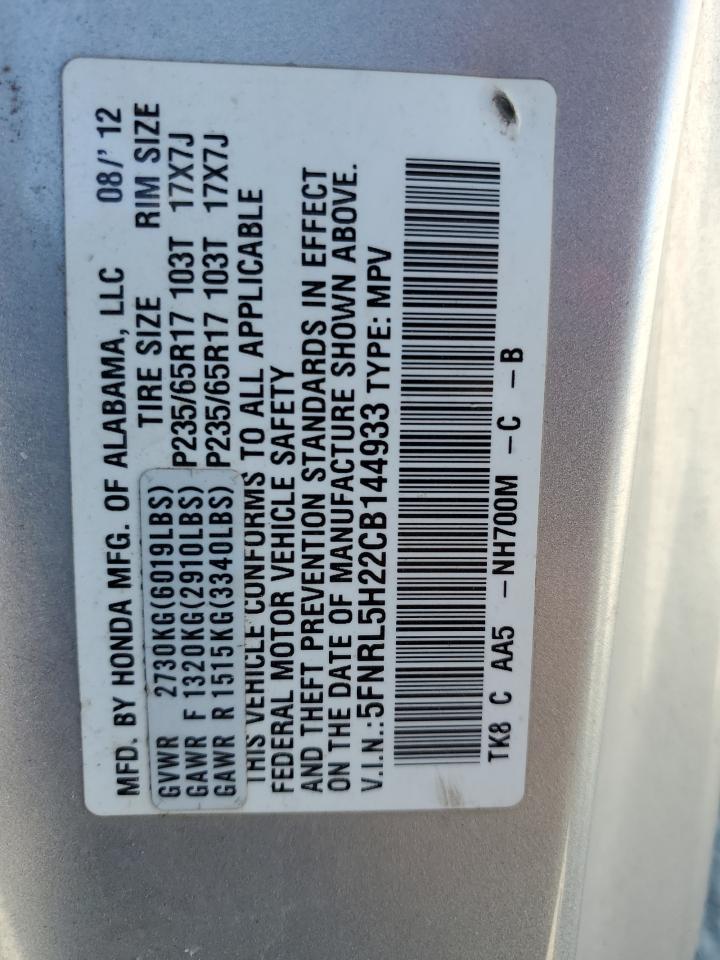 MFD. BY HONDA MFG. OF ALABAMA, LLC 08/' 12
TIRE SIZE RIM SIZE
GVWR 2730KG(6019LBS)
GAWR F 1320KG(2910LBS) P235/65R17 103T 17X7J
GAWR R 1515KG(3340LBS) P235/65R17 103T 17X7J
THIS VEHICLE CONFORMS TO ALL APPLICABLE
FEDERAL MOTOR VEHICLE SAFETY
AND THEFT PREVENTION STANDARDS IN EFFECT
ON THE DATE OF MANUFACTURE SHOWN ABOVE.
V.I.N.:5FNRL5H22CB144933 TYPE: MPV
TK8 C AA5 -NH700M -C -B